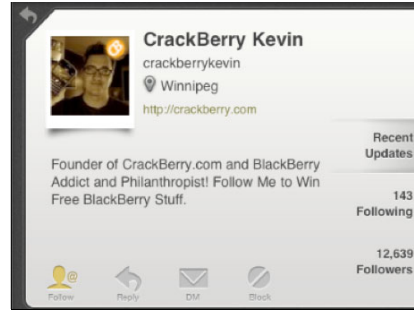 CrackBerry Kevin
crackberrykevin
Winnipeg
http://crackberry.com
Founder of CrackBerry.com and BlackBerry
Addict and Philanthropist! Follow Me to Win
Free BlackBerry Stuff.
Recent
Updates
143
Following
12,639
Followers
@
Follow
Reply
DM
Block